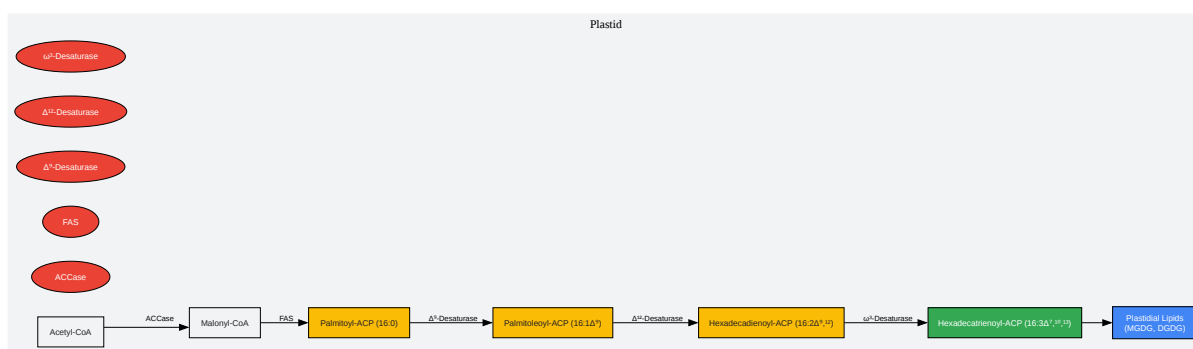 Plastid
ω³-Desaturase
Δ¹²-Desaturase
Δ⁹-Desaturase
FAS
ACCase
Acetyl-CoA
ACCase
Malonyl-CoA
FAS
Palmitoyl-ACP (16:0)
Δ⁹-Desaturase
Palmitoleoyl-ACP (16:1Δ⁹)
Δ¹²-Desaturase
Hexadecadienoyl-ACP (16:2Δ⁹,¹²)
ω³-Desaturase
Hexadecatrienoyl-ACP (16:3Δ⁷,¹⁰,¹³)
Plastidial Lipids
(MGDG, DGDG)